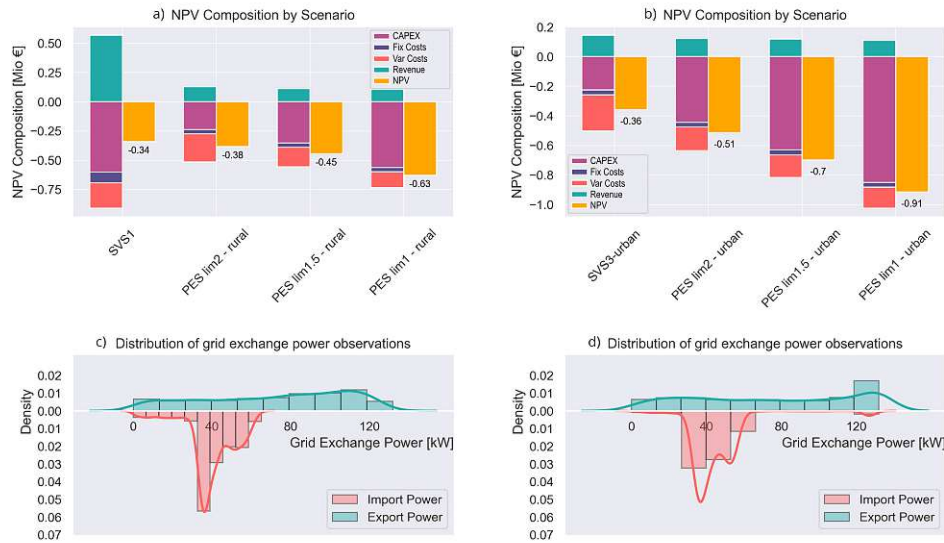 a) NPV Composition by Scenario
NPV Composition [Mio €]
0.50
0.25
0.00
−0.25
−0.50
−0.75
CAPEX
Fix Costs
Var Costs
Revenue
NPV
-0.34
-0.38
-0.45
-0.63
SVS1
PES lim2 - rural
PES lim1.5 - rural
PES lim1 - rural
b) NPV Composition by Scenario
NPV Composition [Mio €]
0.2
0.0
−0.2
−0.4
−0.6
−0.8
−1.0
CAPEX
Fix Costs
Var Costs
Revenue
NPV
-0.36
-0.51
-0.7
-0.91
SVS3-urban
PES lim2 - urban
PES lim1.5 - urban
PES lim1 - urban
c) Distribution of grid exchange power observations
Density
0.02
0.01
0.00
0.01
0.02
0.03
0.04
0.05
0.06
0.07
0
40
80
120
Grid Exchange Power [kW]
Import Power
Export Power
d) Distribution of grid exchange power observations
Density
0.02
0.01
0.00
0.01
0.02
0.03
0.04
0.05
0.06
0.07
0
40
80
120
Grid Exchange Power [kW]
Import Power
Export Power